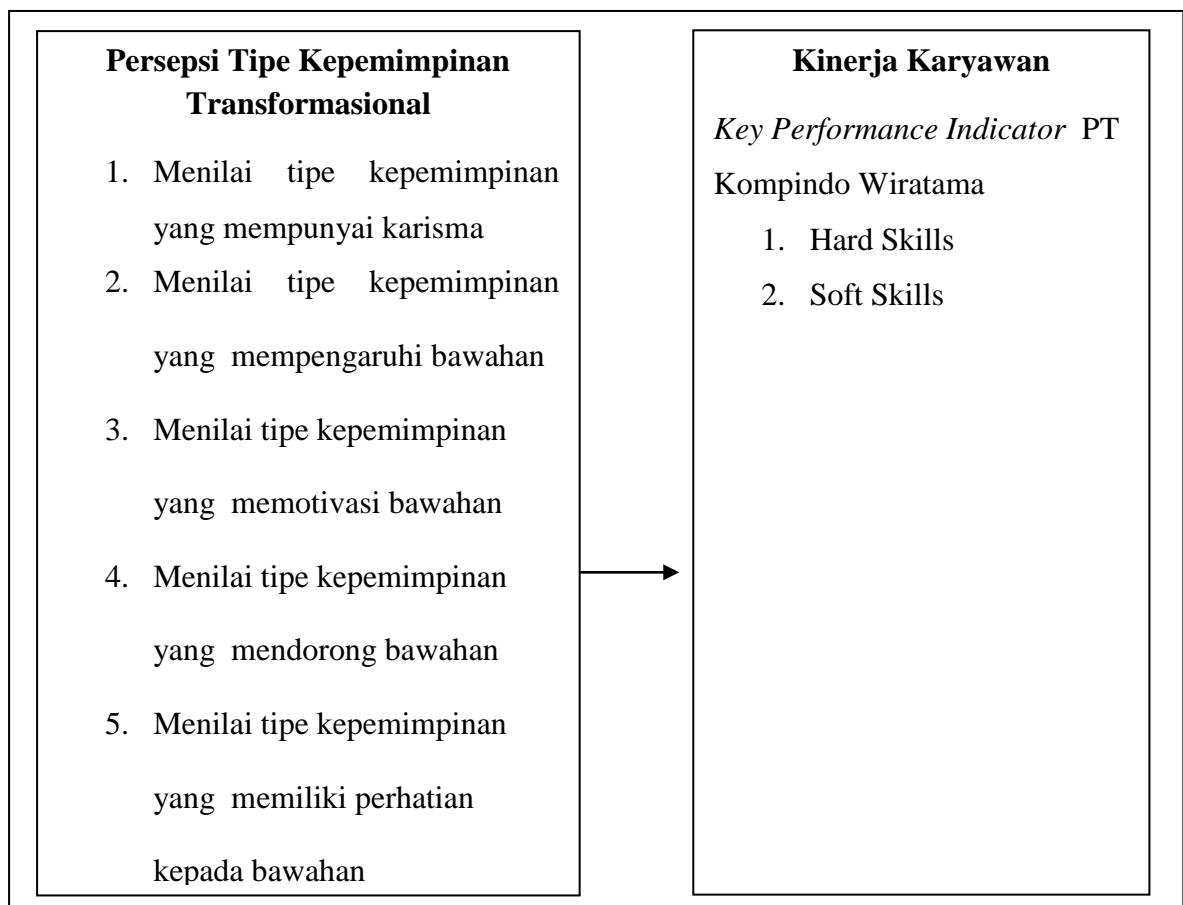 Persepsi Tipe Kepemimpinan
Transformasional
1. Menilai tipe kepemimpinan
yang mempunyai karisma
2. Menilai tipe kepemimpinan
yang mempengaruhi bawahan
3. Menilai tipe kepemimpinan
yang memotivasi bawahan
4. Menilai tipe kepemimpinan
yang mendorong bawahan
5. Menilai tipe kepemimpinan
yang memiliki perhatian
kepada bawahan
Kinerja Karyawan
Key Performance Indicator PT
Kompindo Wiratama
1. Hard Skills
2. Soft Skills